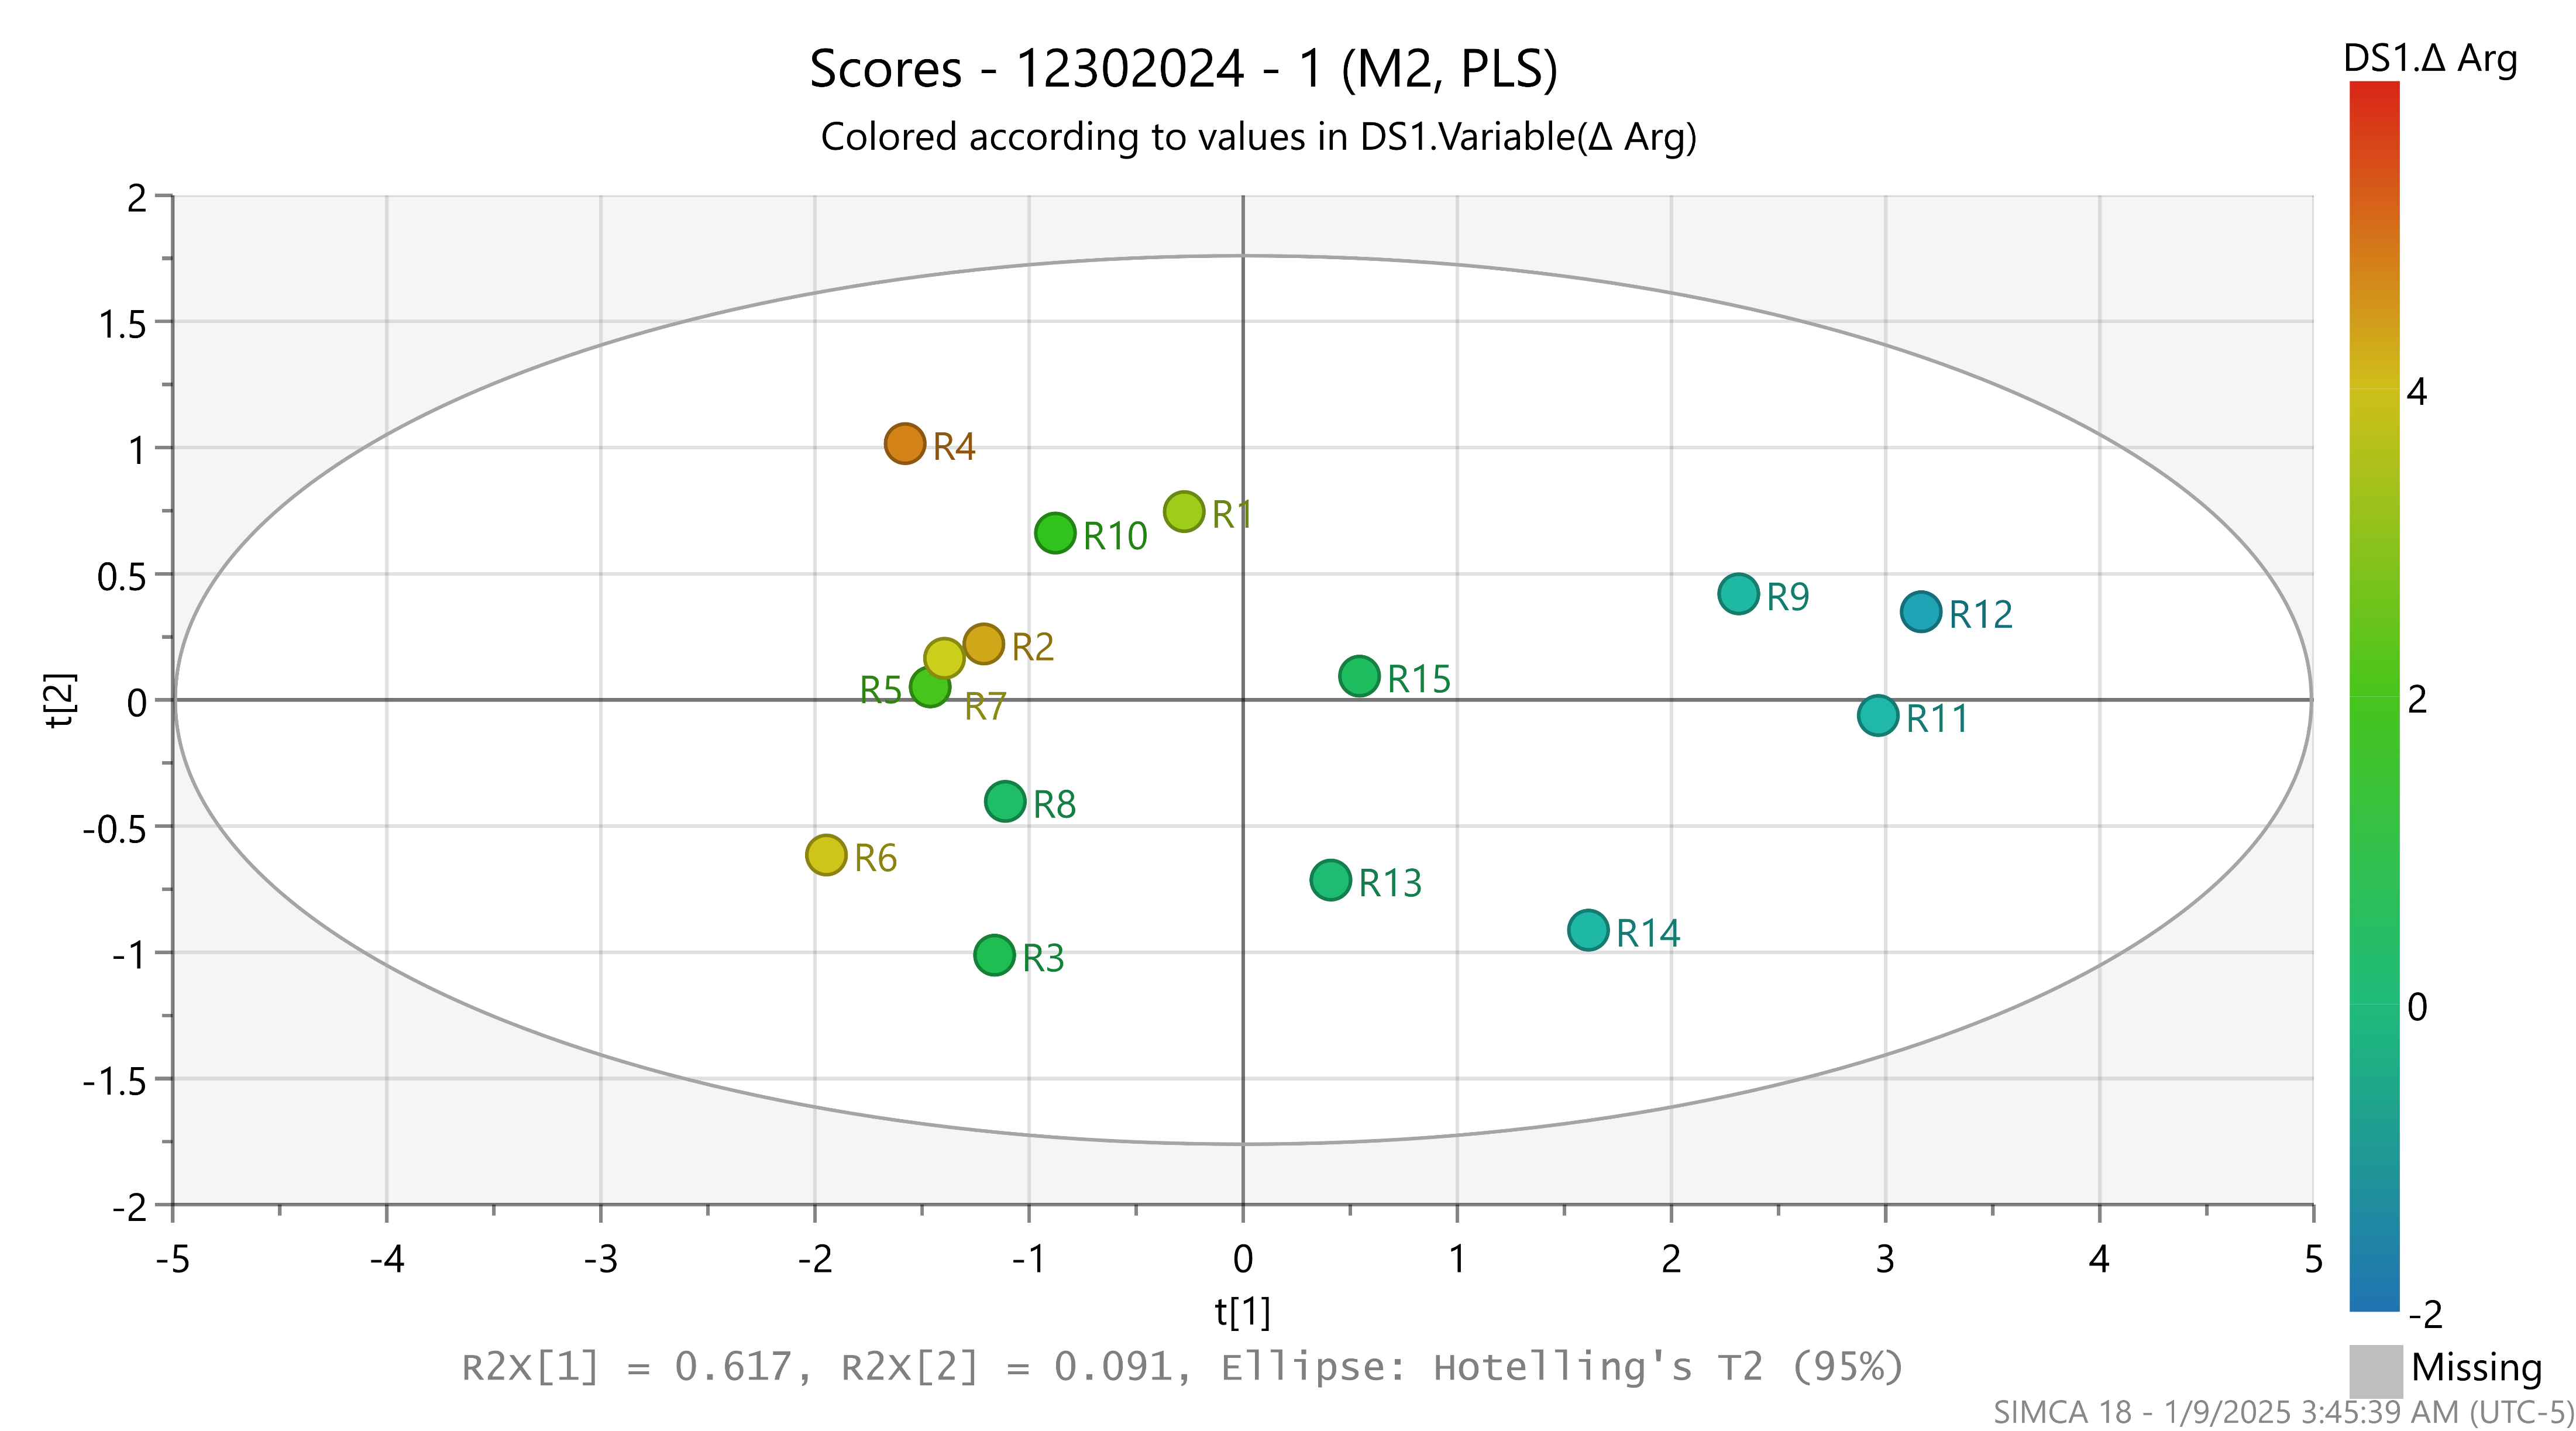 Scores - 12302024 - 1 (M2, PLS)
Colored according to values in DS1.Variable(Δ Arg)
DS1.Δ Arg
2
1.5
1
0.5
0
-0.5
-1
-1.5
-2
t[2]
R4
R10
R1
R9
R12
R2
R5
R7
R15
R11
R8
R6
R13
R14
R3
4
2
0
-2
-5
-4
-3
-2
-1
0
1
2
3
4
5
t[1]
R2X[1] = 0.617, R2X[2] = 0.091, Ellipse: Hotelling's T2 (95%)
Missing
SIMCA 18 - 1/9/2025 3:45:39 AM (UTC-5)